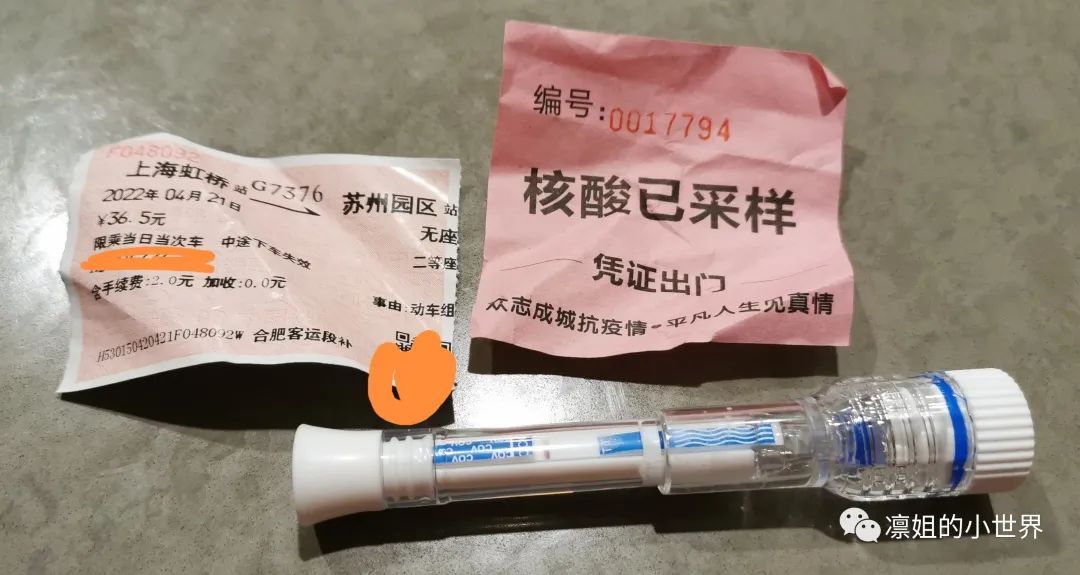 F048092
上海虹桥 站 G7376 苏州园区 站
2022年 04月 21日
¥36.5元 无座
限乘当日当次车 中途下车失效 二等座
含手续费:2.0元 加收:0.0元
事由:动车组
H530150420421F048092W 合肥客运段补
编号:0017794
核酸已采样
凭证出门
众志成城抗疫情·平凡人生见真情
COV COV
COV COV
凛姐的小世界